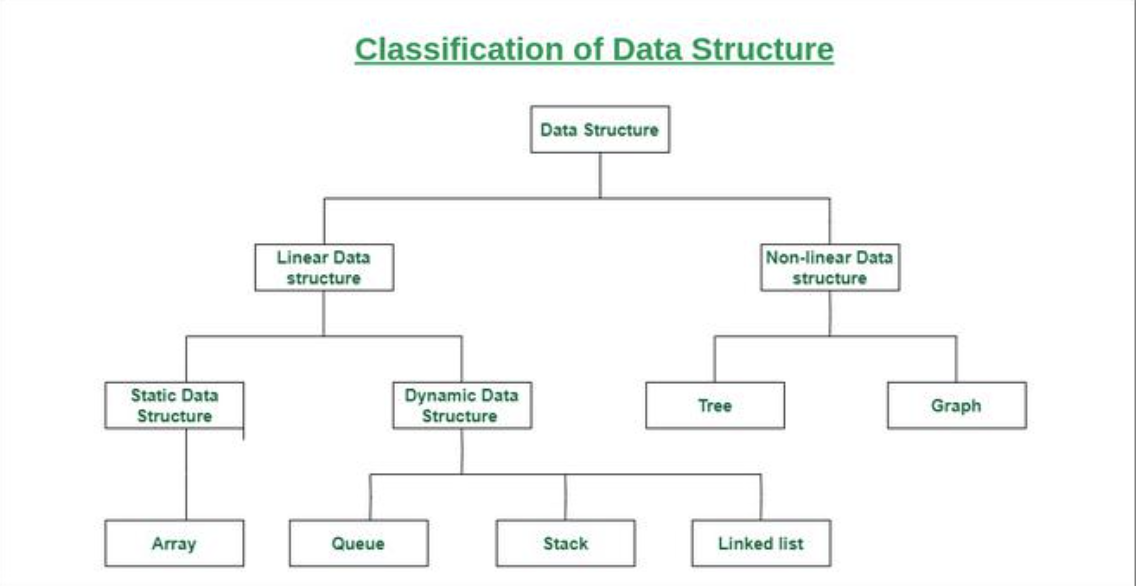 Classification of Data Structure
Data Structure
Linear Data
structure
Non-linear Data
structure
Static Data
Structure
Dynamic Data
Structure
Tree
Graph
Array
Queue
Stack
Linked list